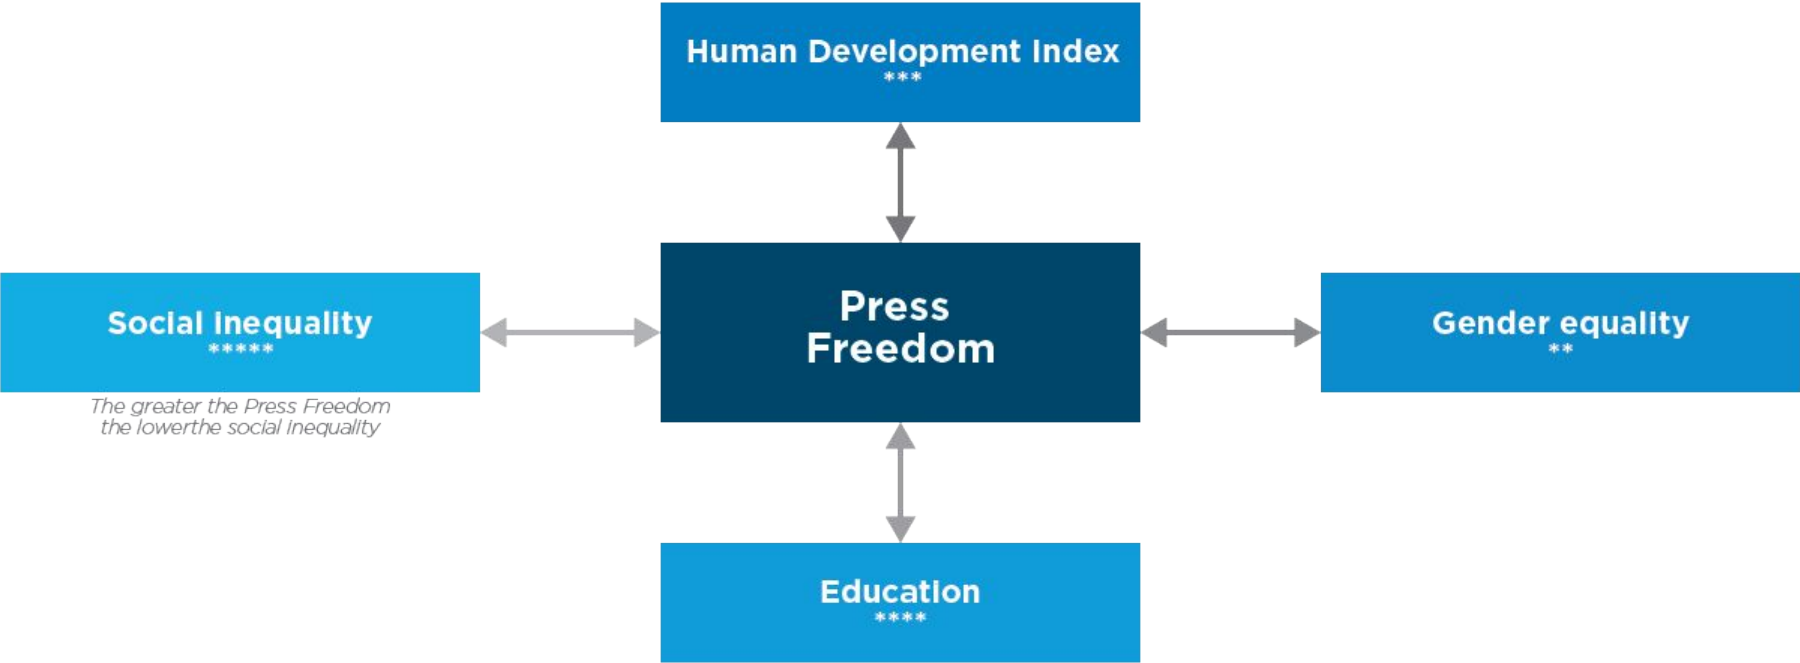 Human Development Index
***
Press
Freedom
Social inequality
*****
The greater the Press Freedom
the lowerthe social inequality
Gender equality
**
Education
****